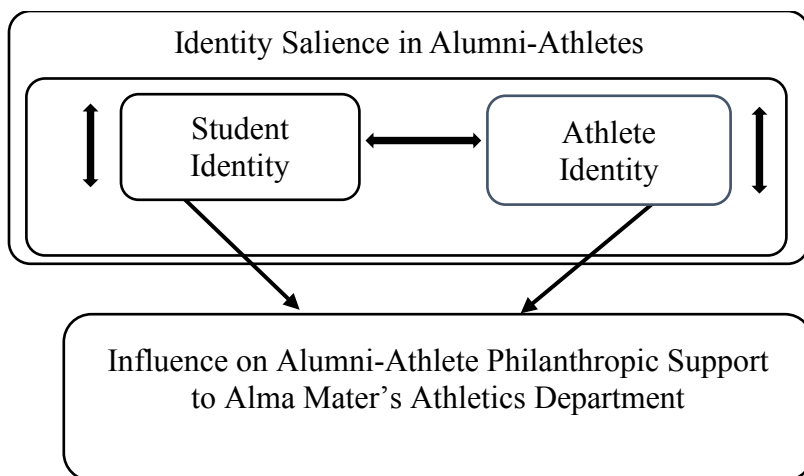 Identity Salience in Alumni-Athletes
Student
Identity
Athlete
Identity
Influence on Alumni-Athlete Philanthropic Support
to Alma Mater’s Athletics Department